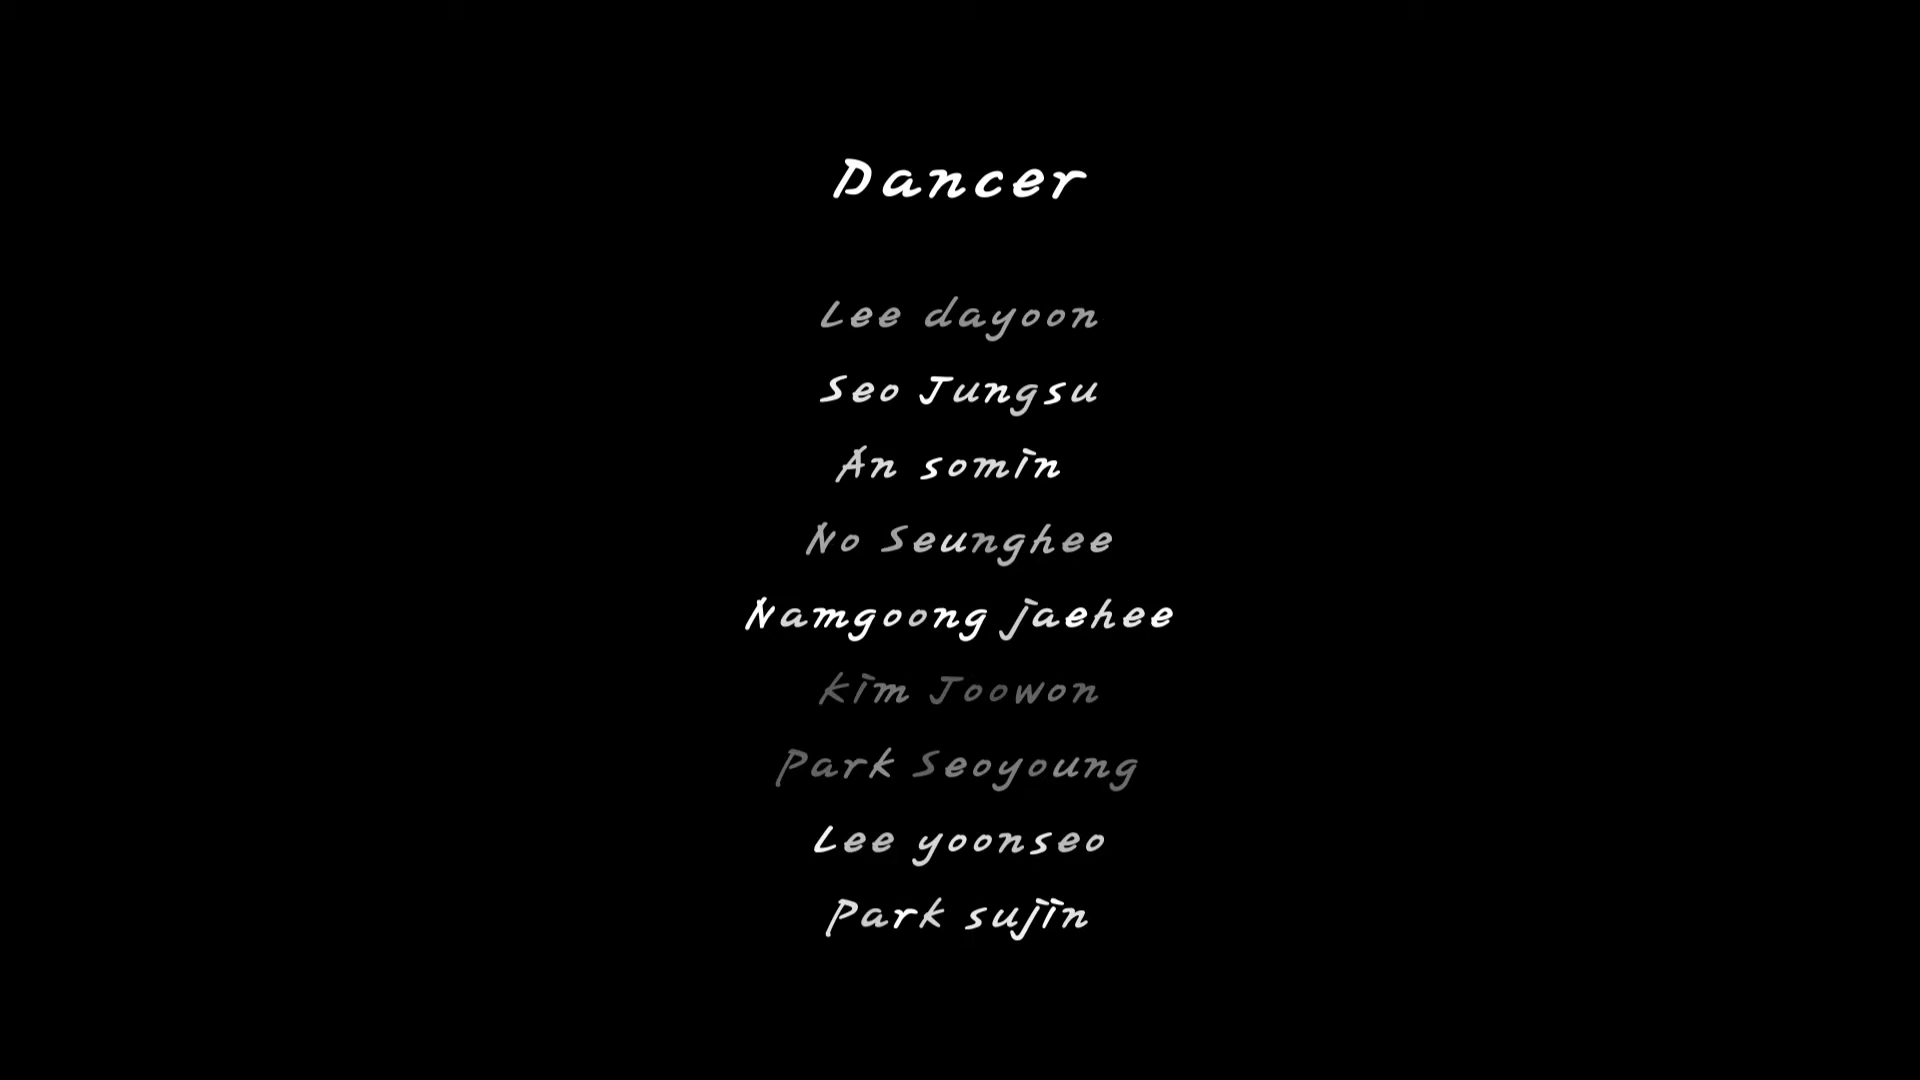 Dancer
Lee dayoon
Seo Jungsu
An somin
No Seunghee
Namgoong jaehee
kim Joowon
Park Seoyoung
Lee yoonseo
Park sujin